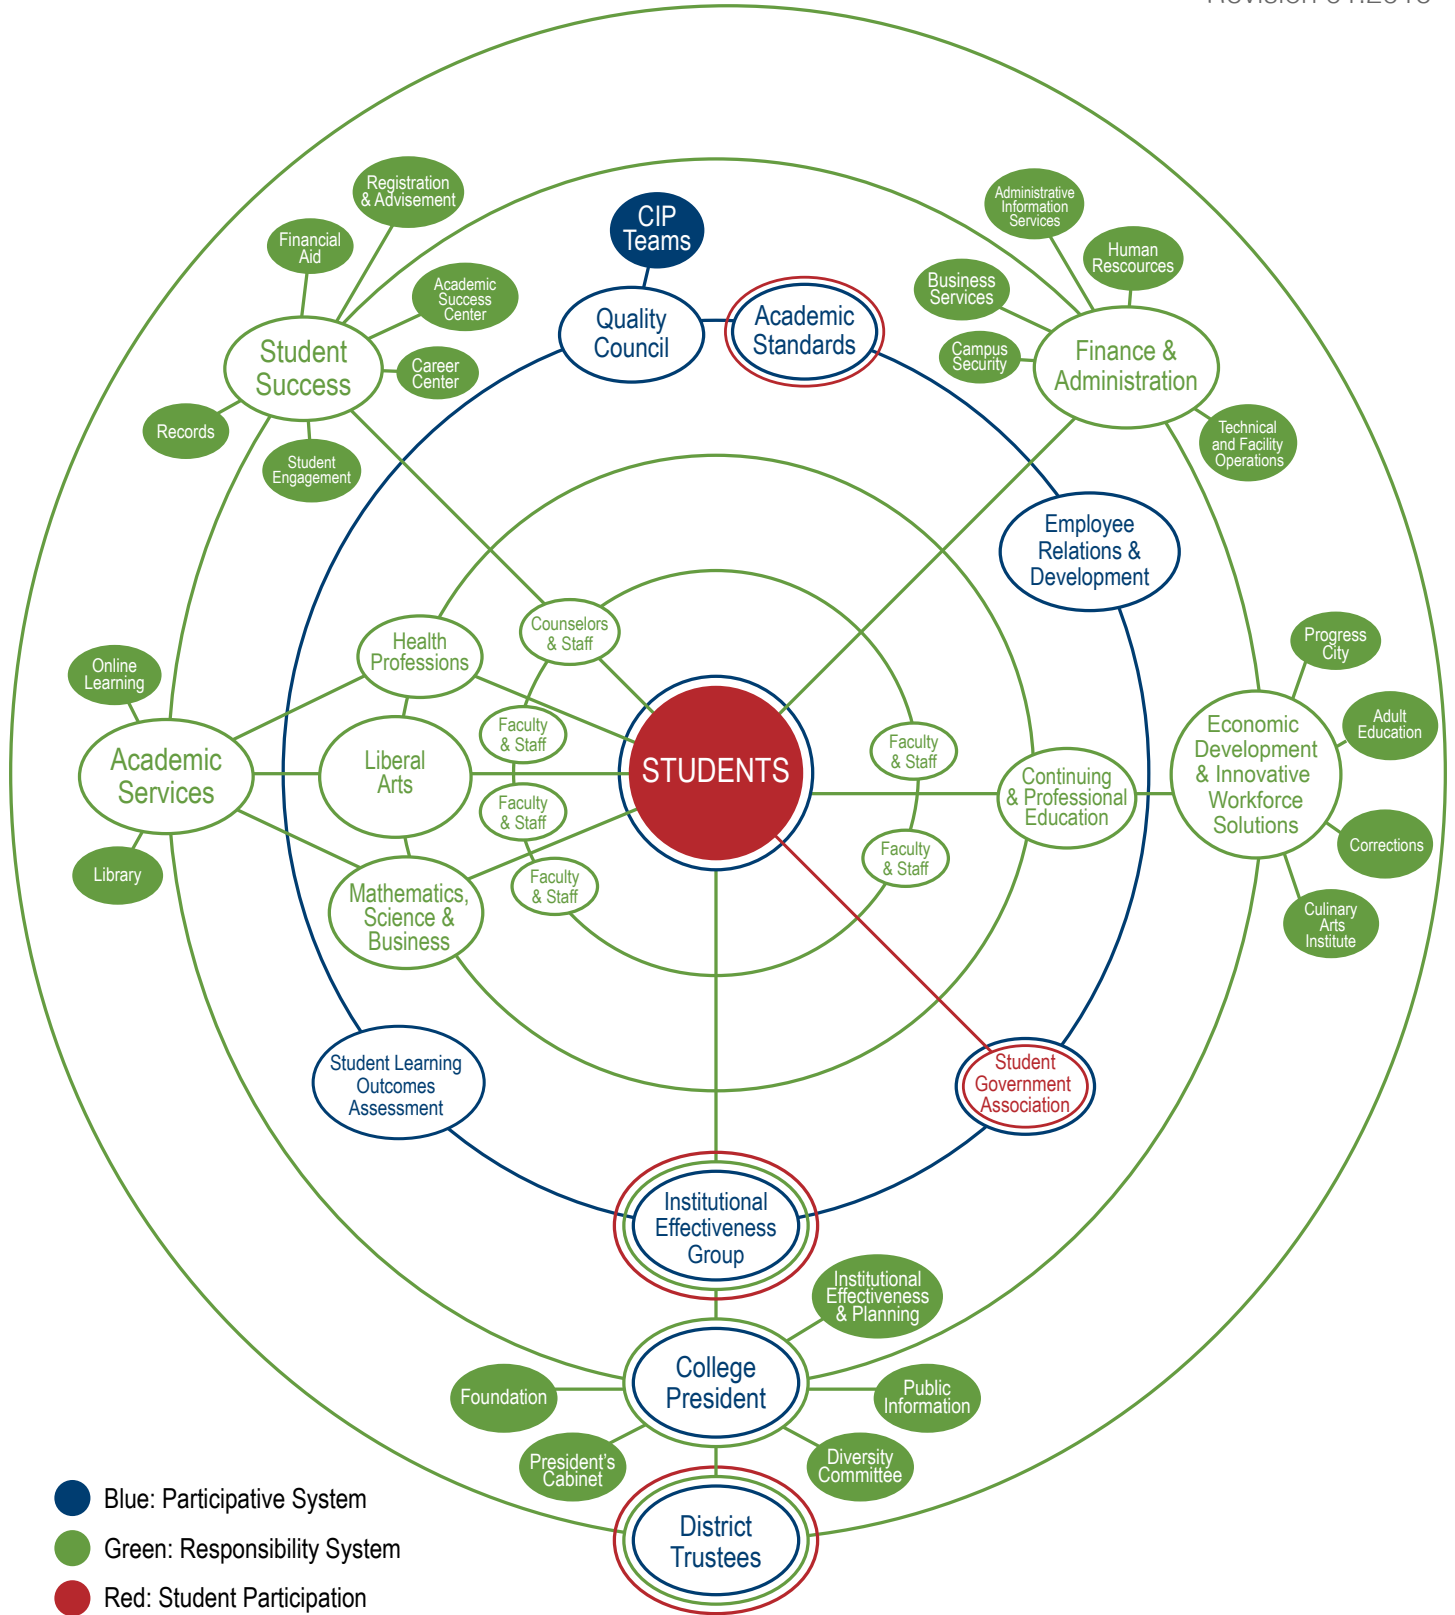 Registration
& Advisement
Financial
Aid
Academic
Success
Center
Career
Center
Student
Success
Records
Student
Engagement
CIP
Teams
Quality
Council
Academic
Standards
Administrative
Information
Services
Human
Rescources
Business
Services
Campus
Security
Finance &
Administration
Technical
and Facility
Operations
Employee
Relations &
Development
Counselors
& Staff
Health
Professions
Online
Learning
Academic
Services
Library
Liberal
Arts
Mathematics,
Science &
Business
Faculty
& Staff
Faculty
& Staff
Faculty
& Staff
STUDENTS
Faculty
& Staff
Faculty
& Staff
Continuing
& Professional
Education
Economic
Development
& Innovative
Workforce
Solutions
Progress
City
Adult
Education
Corrections
Culinary
Arts
Institute
Student Learning
Outcomes
Assessment
Student
Government
Association
Institutional
Effectiveness
Group
Institutional
Effectiveness
& Planning
College
President
Foundation
Public
Information
President's
Cabinet
Diversity
Committee
District
Trustees
Blue: Participative System
Green: Responsibility System
Red: Student Participation